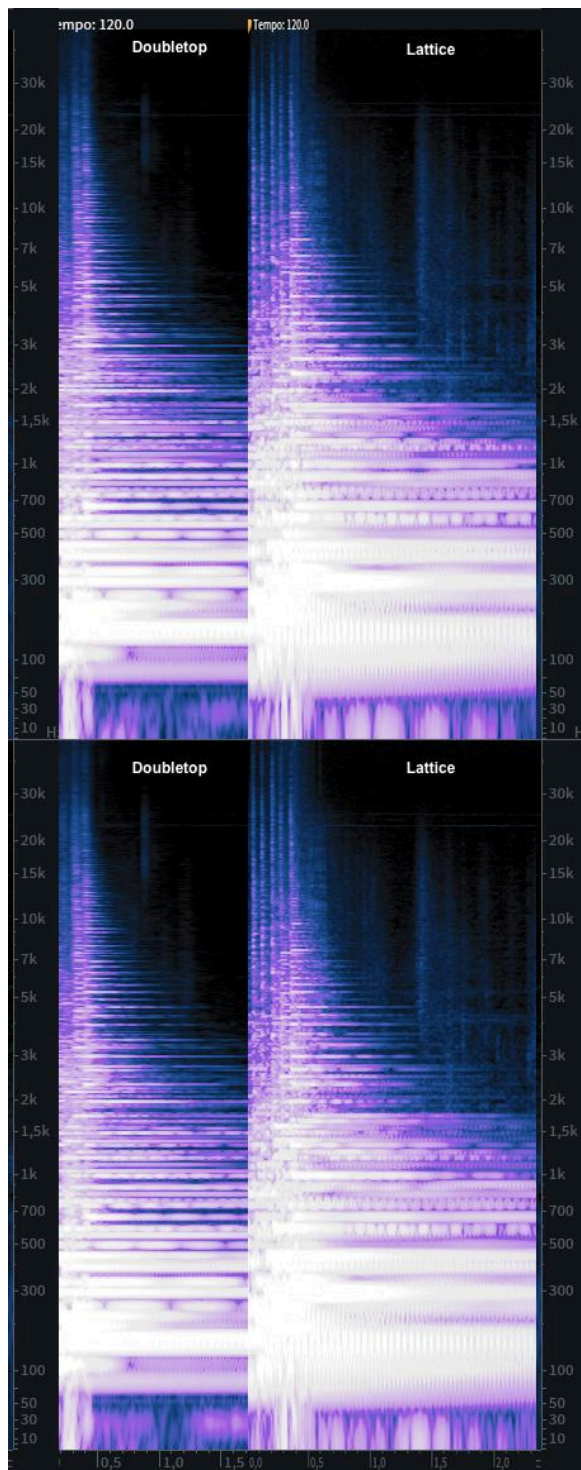 empo: 120.0
Tempo: 120.0
Doubletop
Lattice
30k
30k
20k
20k
15k
15k
10k
10k
7k
7k
5k
5k
3k
3k
2k
2k
1,5k
1,5k
1k
1k
700
700
500
500
300
300
100
100
50
50
30
30
10
10
H
H
Doubletop
Lattice
30k
30k
20k
20k
15k
15k
10k
10k
7k
7k
5k
5k
3k
3k
2k
2k
1,5k
1,5k
1k
1k
700
700
500
500
300
300
100
100
50
50
30
30
10
10
0,5
1,0
1,5
0,0
0,5
1,0
1,5
2,0